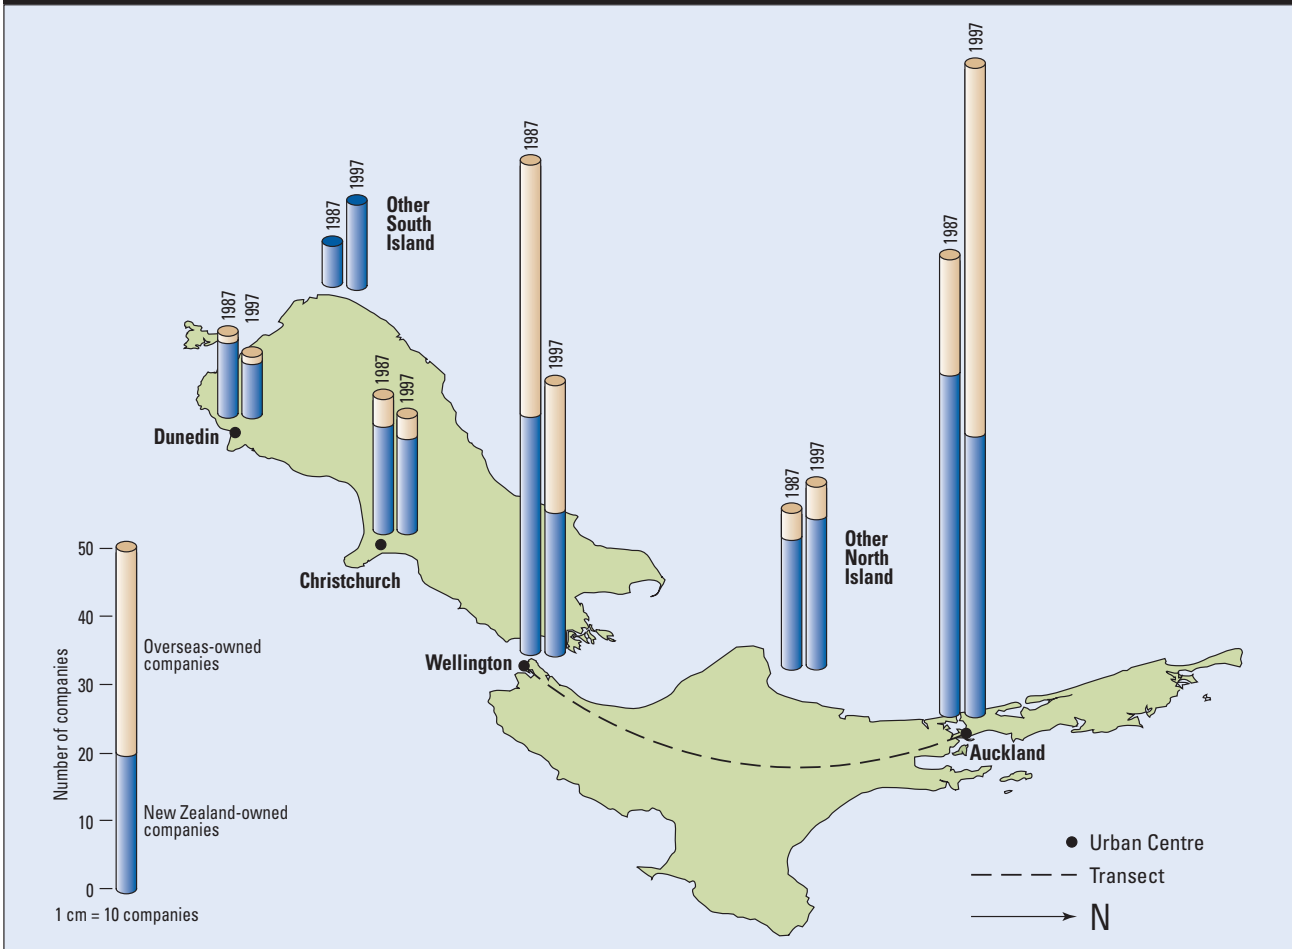 1987
1997
Other
South
Island
1987
1997
Dunedin
1987
1997
Christchurch
1987
1997
Wellington
1987
1997
Other
North
Island
1987
1997
Auckland
Number of companies
50
40
30
20
10
0
Overseas-owned
companies
New Zealand-owned
companies
1 cm = 10 companies
Urban Centre
Transect
N